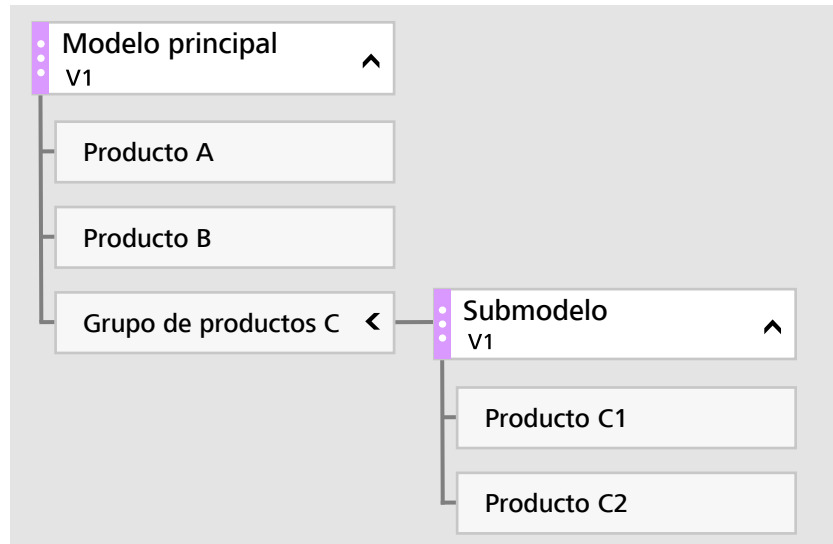 Modelo principal
V1
Producto A
Producto B
Grupo de productos C
Submodelo
V1
Producto C1
Producto C2